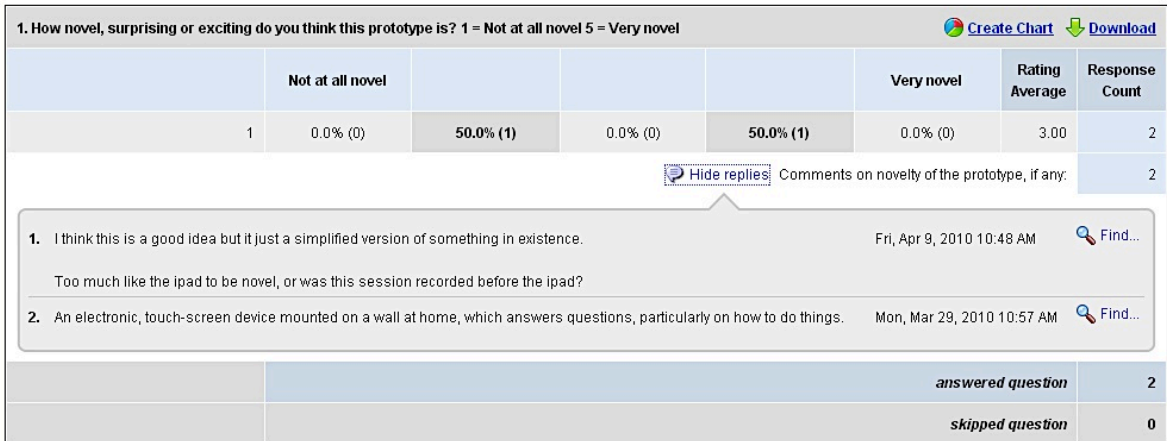 1. How novel, surprising or exciting do you think this prototype is? 1 = Not at all novel 5 = Very novel Create Chart Download
Not at all novel Very novel Rating Average Response Count
1 0.0% (0) 50.0% (1) 0.0% (0) 50.0% (1) 0.0% (0) 3.00 2
Hide replies Comments on novelty of the prototype, if any: 2
1. I think this is a good idea but it just a simplified version of something in existence. Fri, Apr 9, 2010 10:48 AM Find...
Too much like the ipad to be novel, or was this session recorded before the ipad?
2. An electronic, touch-screen device mounted on a wall at home, which answers questions, particularly on how to do things. Mon, Mar 29, 2010 10:57 AM Find...
answered question 2
skipped question 0